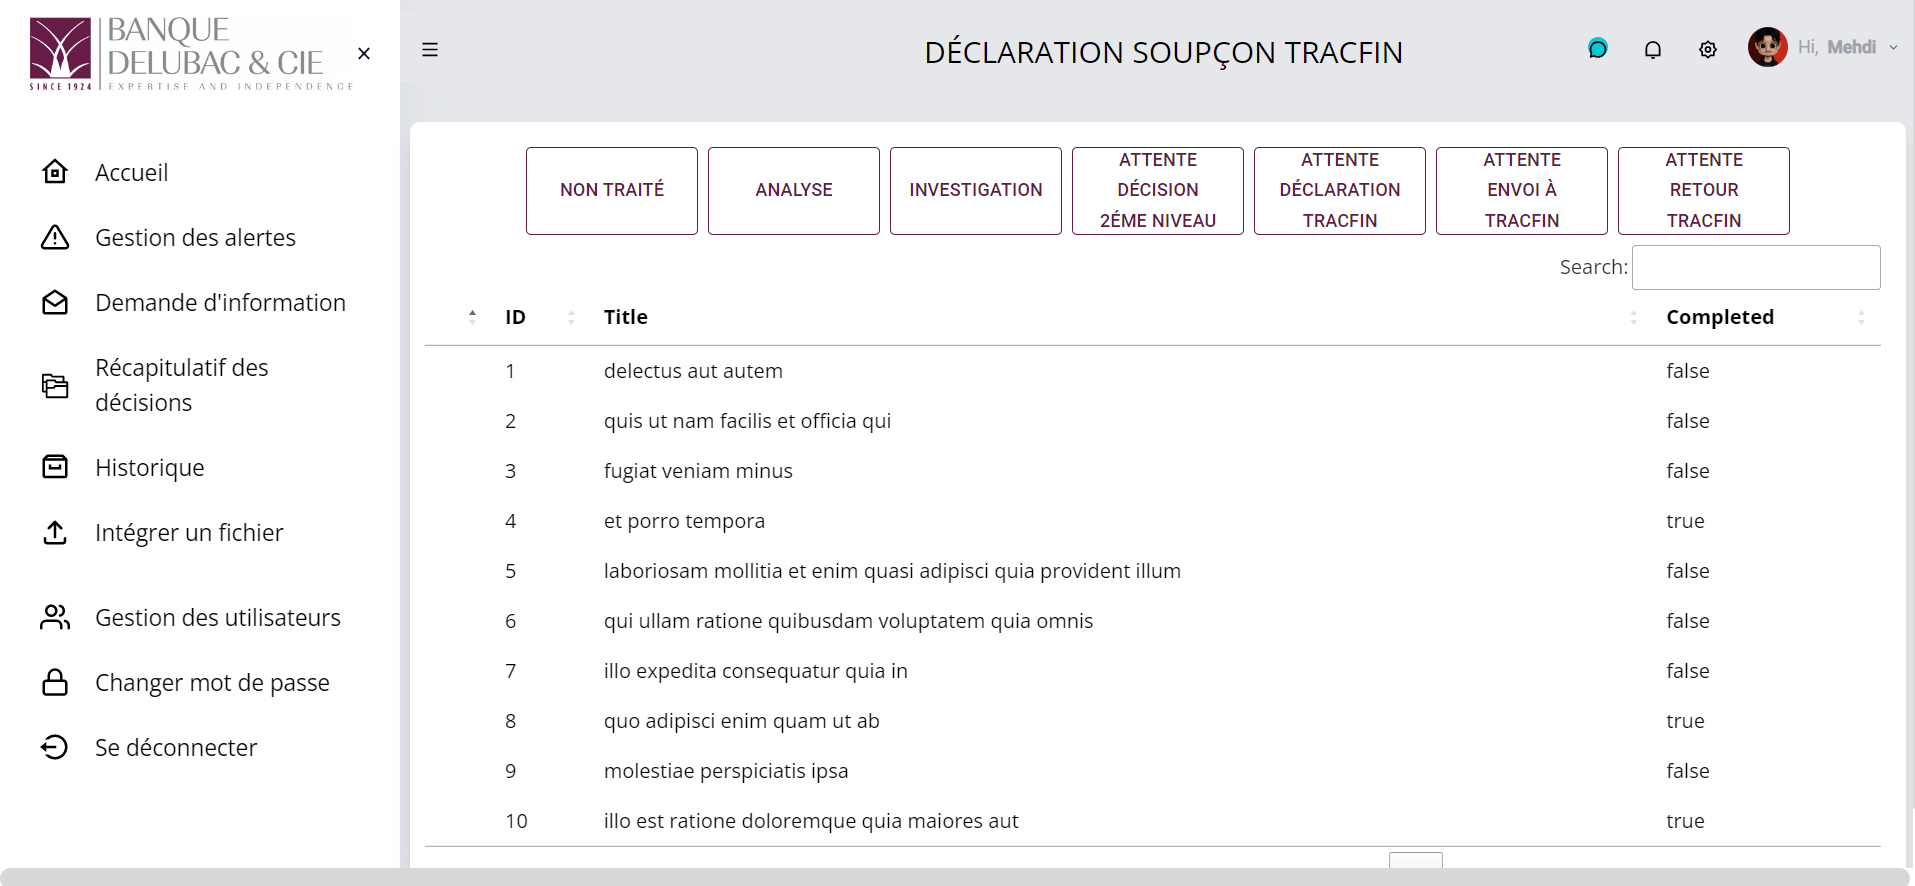 BANQUE
DELUBAC & CIE
SINCE 1924 EXPERTISE AND INDEPENDENCE
DÉCLARATION SOUPÇON TRACFIN
Hi, Mehdi
Accueil
Gestion des alertes
Demande d'information
Récapitulatif des
décisions
Historique
Intégrer un fichier
Gestion des utilisateurs
Changer mot de passe
Se déconnecter
NON TRAITÉ
ANALYSE
INVESTIGATION
ATTENTE
DÉCISION
2ÉME NIVEAU
ATTENTE
DÉCLARATION
TRACFIN
ATTENTE
ENVOI À
TRACFIN
ATTENTE
RETOUR
TRACFIN
Search:
ID Title Completed
1 delectus aut autem false
2 quis ut nam facilis et officia qui false
3 fugiat veniam minus false
4 et porro tempora true
5 laboriosam mollitia et enim quasi adipisci quia provident illum false
6 qui ullam ratione quibusdam voluptatem quia omnis false
7 illo expedita consequatur quia in false
8 quo adipisci enim quam ut ab true
9 molestiae perspiciatis ipsa false
10 illo est ratione doloremque quia maiores aut true